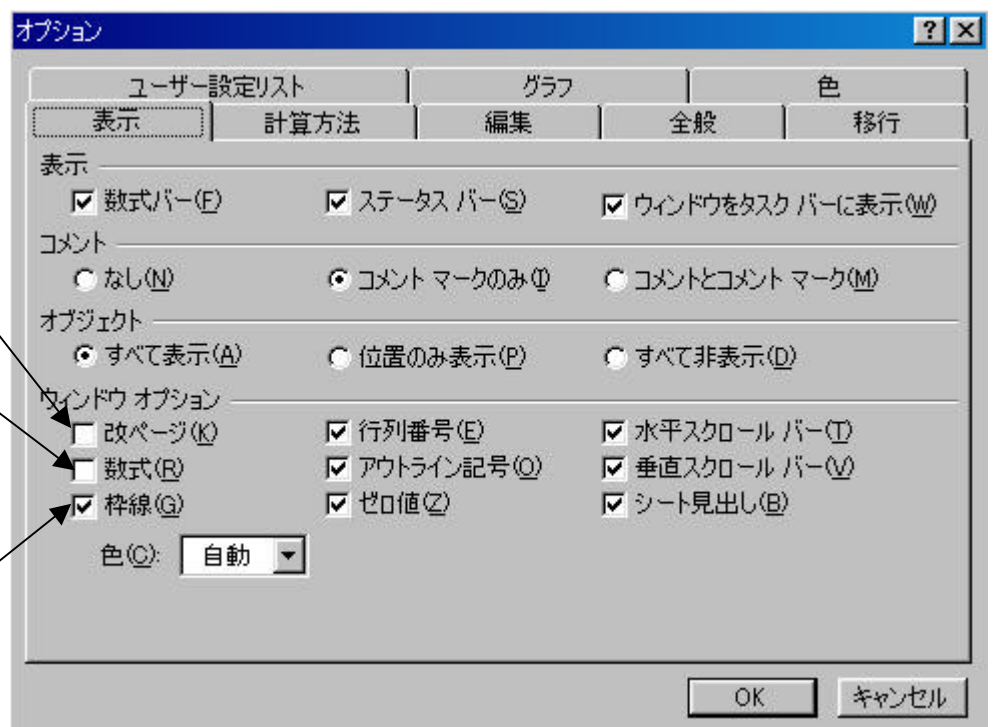 オプション
ユーザー設定リスト グラフ 色
表示 計算方法 編集 全般 移行
表示
数式バー(F) ステータス バー(S) ウィンドウをタスク バーに表示(W)
コメント
なし(N) コメント マークのみ(I) コメントとコメント マーク(M)
オブジェクト
すべて表示(A) 位置のみ表示(P) すべて非表示(D)
ウィンドウ オプション
改ページ(K) 行列番号(E) 水平スクロール バー(T)
数式(R) アウトライン記号(O) 垂直スクロール バー(V)
枠線(G) ゼロ値(Z) シート見出し(B)
色(C): 自動
OK キャンセル